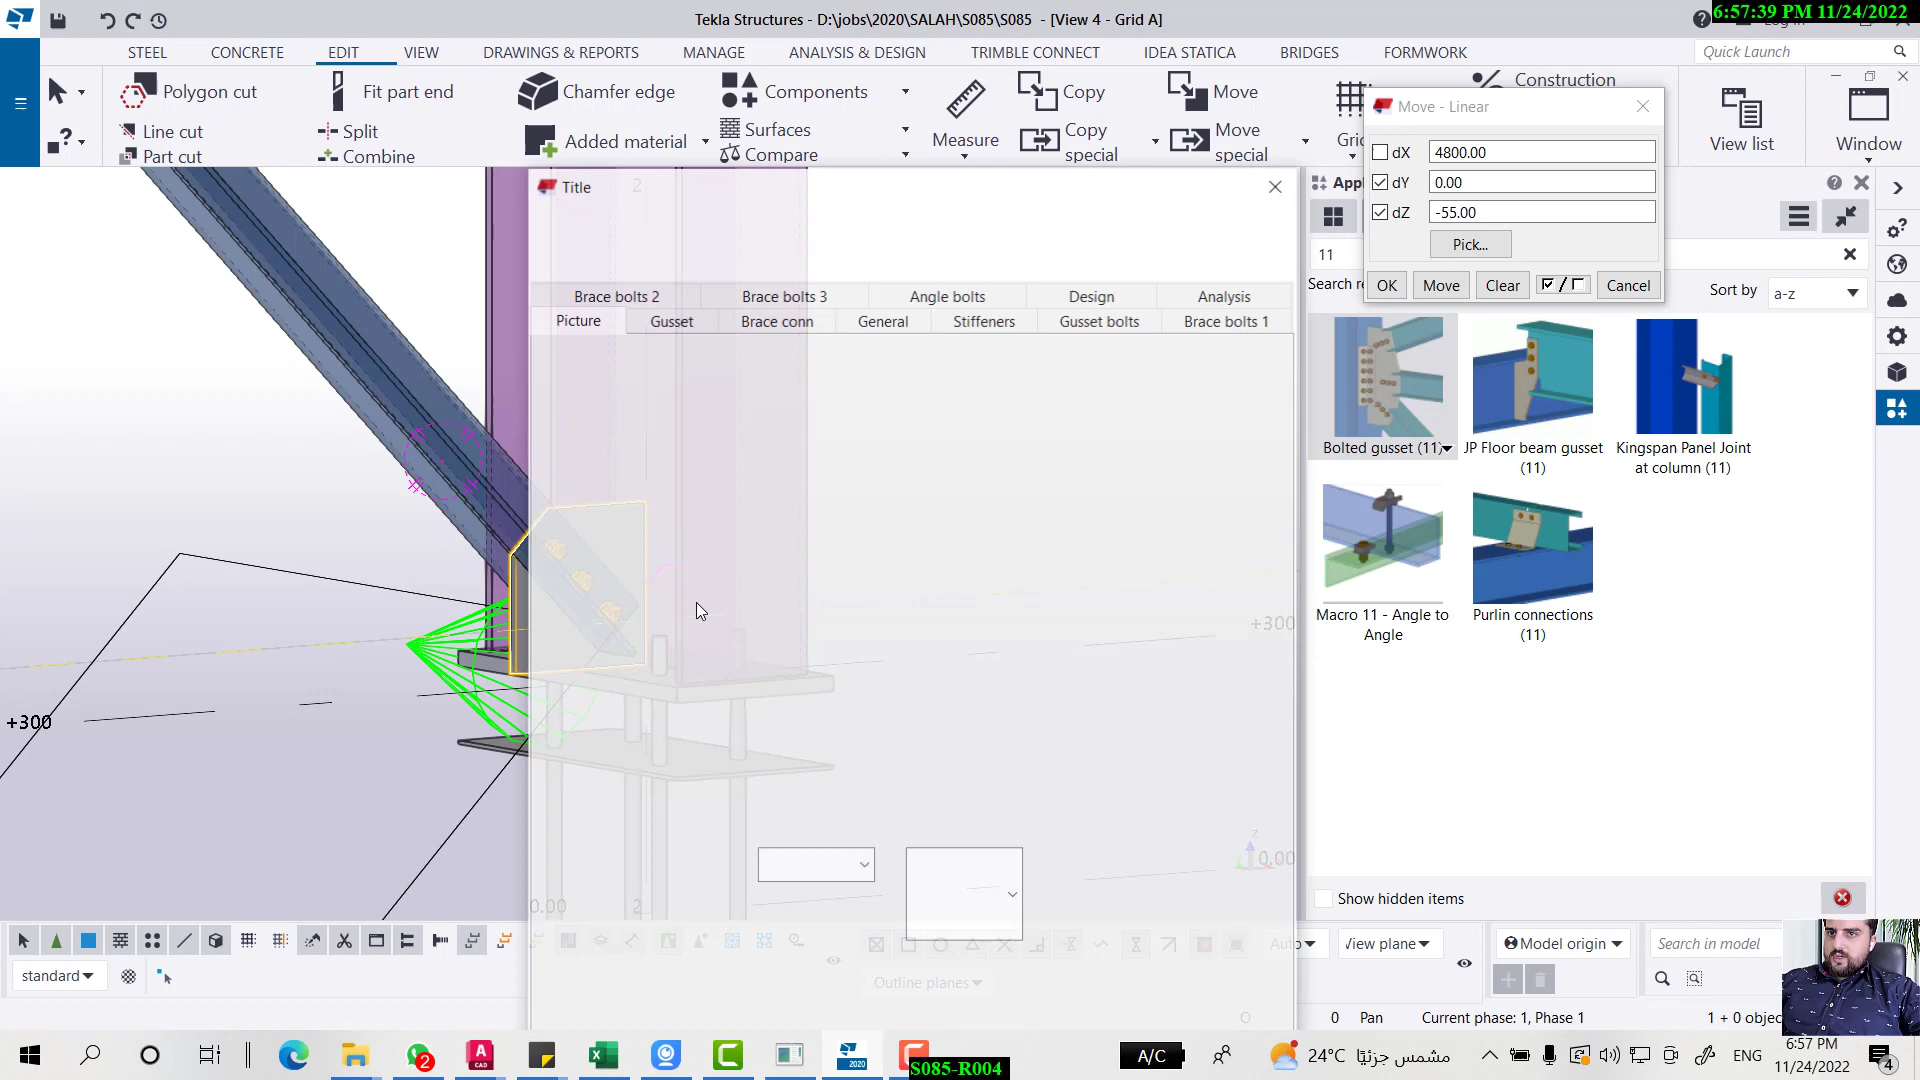 Tekla Structures - D:\jobs\2020\SALAH\S085\S085 - [View 4 - Grid A]
6:57:39 PM 11/24/2022
STEEL CONCRETE EDIT VIEW DRAWINGS & REPORTS MANAGE ANALYSIS & DESIGN TRIMBLE CONNECT IDEA STATICA BRIDGES FORMWORK
Quick Launch
Polygon cut
Line cut
Part cut
Fit part end
Split
Combine
Chamfer edge
Added material
Components
Surfaces
Compare
Measure
Copy
Copy special
Move
Move special
Construction
View list
Window
Move - Linear
dX 4800.00
dY 0.00
dZ -55.00
Pick...
OK Move Clear / Cancel
Title
2
Brace bolts 2 Brace bolts 3 Angle bolts Design Analysis
Picture Gusset Brace conn General Stiffeners Gusset bolts Brace bolts 1
11
Sort by a-z
Bolted gusset (11)
JP Floor beam gusset (11)
Kingspan Panel Joint at column (11)
Macro 11 - Angle to Angle
Purlin connections (11)
+300
+300
0.00
0.00
2
z
Show hidden items
standard
Auto
View plane
Outline planes
Model origin
Search in model
O 0 Pan Current phase: 1, Phase 1
2
A CAD
2020
S085-R004
A/C
24°C مشمس جزئيًا
ENG
6:57 PM
11/24/2022
4